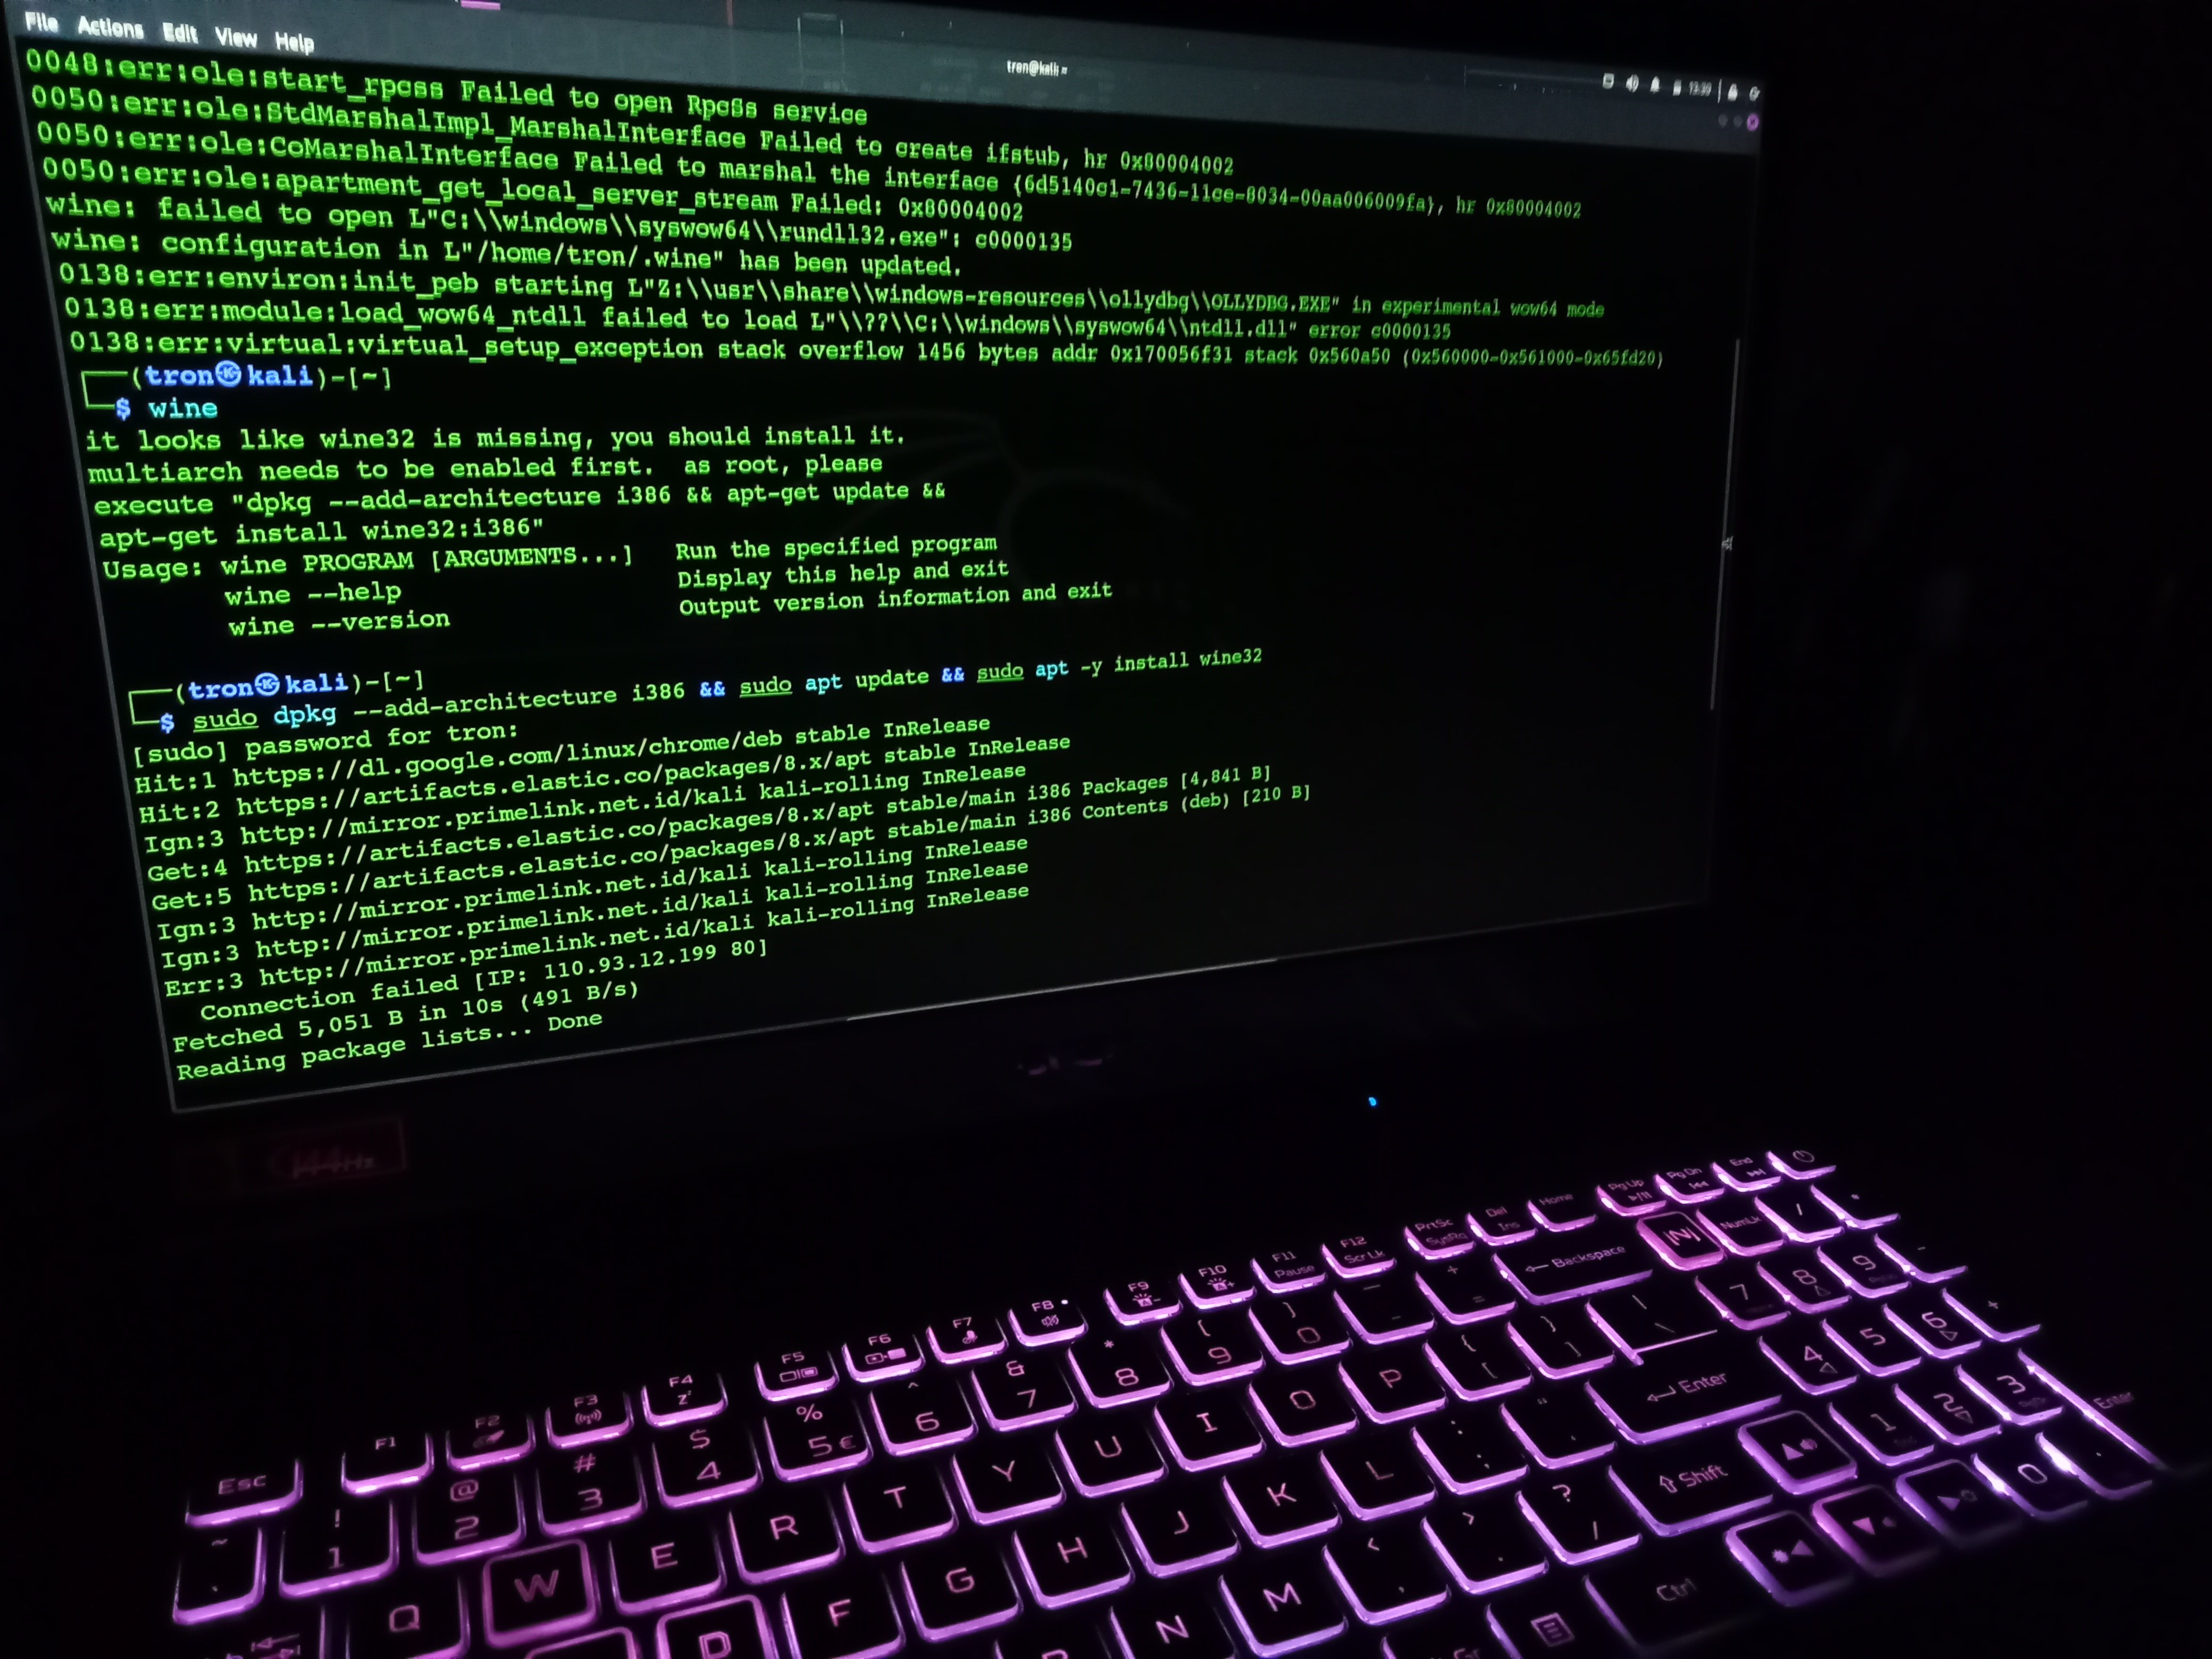 File Actions Edit View Help
tron@kali: ~
13:39
0048:err:ole:start_rpcss Failed to open RpcSs service
0050:err:ole:StdMarshalImpl_MarshalInterface Failed to create ifstub, hr 0x80004002
0050:err:ole:CoMarshalInterface Failed to marshal the interface {6d5140c1-7436-11ce-8034-00aa006009fa}, hr 0x80004002
0050:err:ole:apartment_get_local_server_stream Failed: 0x80004002
wine: failed to open L"C:\\windows\\syswow64\\rundll32.exe": c0000135
wine: configuration in L"/home/tron/.wine" has been updated.
0138:err:environ:init_peb starting L"Z:\\usr\\share\\windows-resources\\ollydbg\\OLLYDBG.EXE" in experimental wow64 mode
0138:err:module:load_wow64_ntdll failed to load L"\\??\\C:\\windows\\syswow64\\ntdll.dll" error c0000135
0138:err:virtual:virtual_setup_exception stack overflow 1456 bytes addr 0x170056f31 stack 0x560a50 (0x560000-0x561000-0x65fd20)
(tron㉿kali)-[~]
$ wine
it looks like wine32 is missing, you should install it.
multiarch needs to be enabled first.  as root, please
execute "dpkg --add-architecture i386 && apt-get update &&
apt-get install wine32:i386"
Usage: wine PROGRAM [ARGUMENTS...]   Run the specified program
wine --help   Display this help and exit
wine --version   Output version information and exit
(tron㉿kali)-[~]
$ sudo dpkg --add-architecture i386 && sudo apt update && sudo apt -y install wine32
[sudo] password for tron:
Hit:1 https://dl.google.com/linux/chrome/deb stable InRelease
Hit:2 https://artifacts.elastic.co/packages/8.x/apt stable InRelease
Ign:3 http://mirror.primelink.net.id/kali kali-rolling InRelease
Get:4 https://artifacts.elastic.co/packages/8.x/apt stable/main i386 Packages [4,841 B]
Get:5 https://artifacts.elastic.co/packages/8.x/apt stable/main i386 Contents (deb) [210 B]
Ign:3 http://mirror.primelink.net.id/kali kali-rolling InRelease
Ign:3 http://mirror.primelink.net.id/kali kali-rolling InRelease
Err:3 http://mirror.primelink.net.id/kali kali-rolling InRelease
Connection failed [IP: 110.93.12.199 80]
Fetched 5,051 B in 10s (491 B/s)
Reading package lists... Done
144Hz
Esc F1 F2 F3 F4 F5 F6 F7 F8 F9 F10 F11 Pause F12 Scr Lk PrtSc SysRq Del Ins Home Pg Up Pg Dn End
~ ! 1 @ 2 # 3 $ 4 % 5 € ^ 6 & 7 * 8 ( 9 ) 0 _ - + = Backspace NumLk / *
Q W E R T Y U I O P { [ } ] | \ 7 8 9 -
D F G H J K L : ; " ' Enter 4 5 6 +
N M < , > . ? / Shift 1 2 3 Enter
Ctrl 0 .